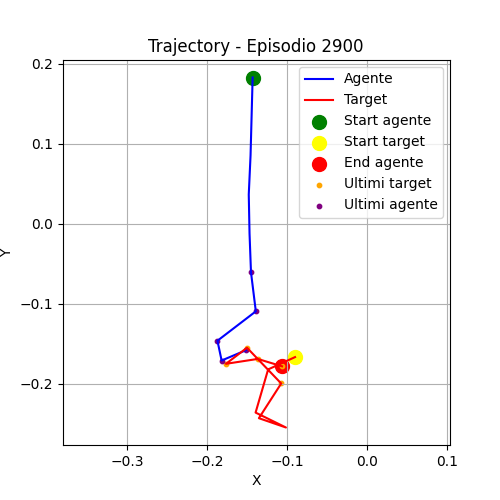 Trajectory - Episodio 2900
0.2
0.1
0.0
−0.1
−0.2
Y
−0.3
−0.2
−0.1
0.0
0.1
X
Agente
Target
Start agente
Start target
End agente
Ultimi target
Ultimi agente